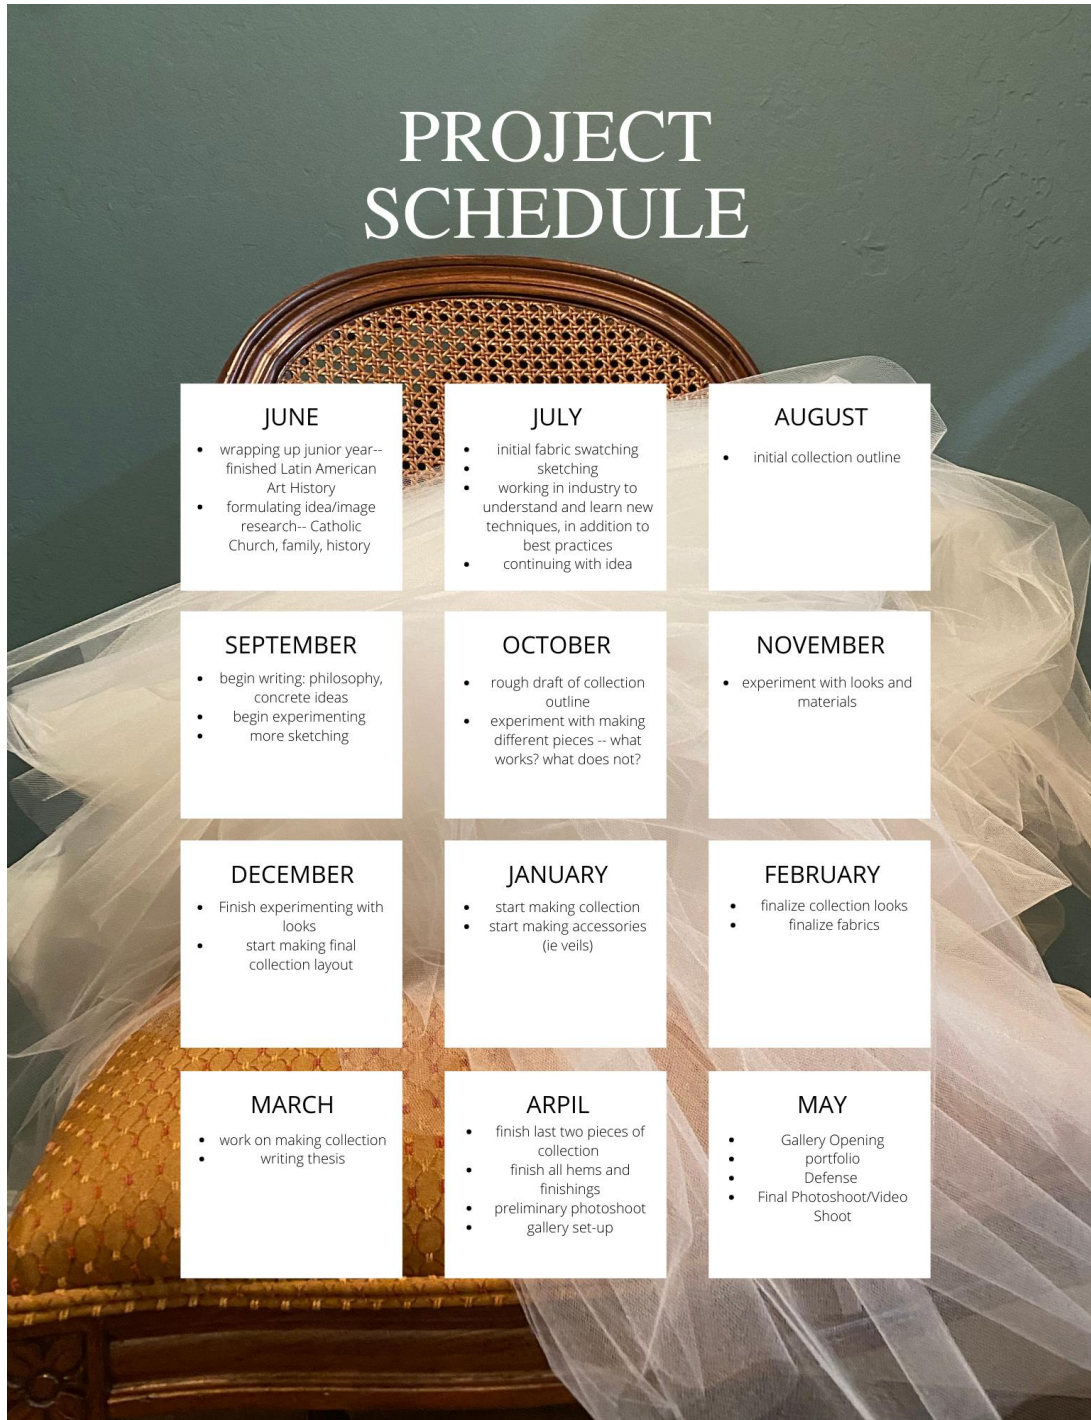 PROJECT
SCHEDULE
JUNE
• wrapping up junior year--
finished Latin American
Art History
• formulating idea/image
research-- Catholic
Church, family, history
JULY
• initial fabric swatching
• sketching
• working in industry to
understand and learn new
techniques, in addition to
best practices
• continuing with idea
AUGUST
• initial collection outline
SEPTEMBER
• begin writing: philosophy,
concrete ideas
• begin experimenting
• more sketching
OCTOBER
• rough draft of collection
outline
• experiment with making
different pieces -- what
works? what does not?
NOVEMBER
• experiment with looks and
materials
DECEMBER
• Finish experimenting with
looks
• start making final
collection layout
JANUARY
• start making collection
• start making accessories
(ie veils)
FEBRUARY
• finalize collection looks
• finalize fabrics
MARCH
• work on making collection
• writing thesis
ARPIL
• finish last two pieces of
collection
• finish all hems and
finishings
• preliminary photoshoot
• gallery set-up
MAY
• Gallery Opening
• portfolio
• Defense
• Final Photoshoot/Video
Shoot